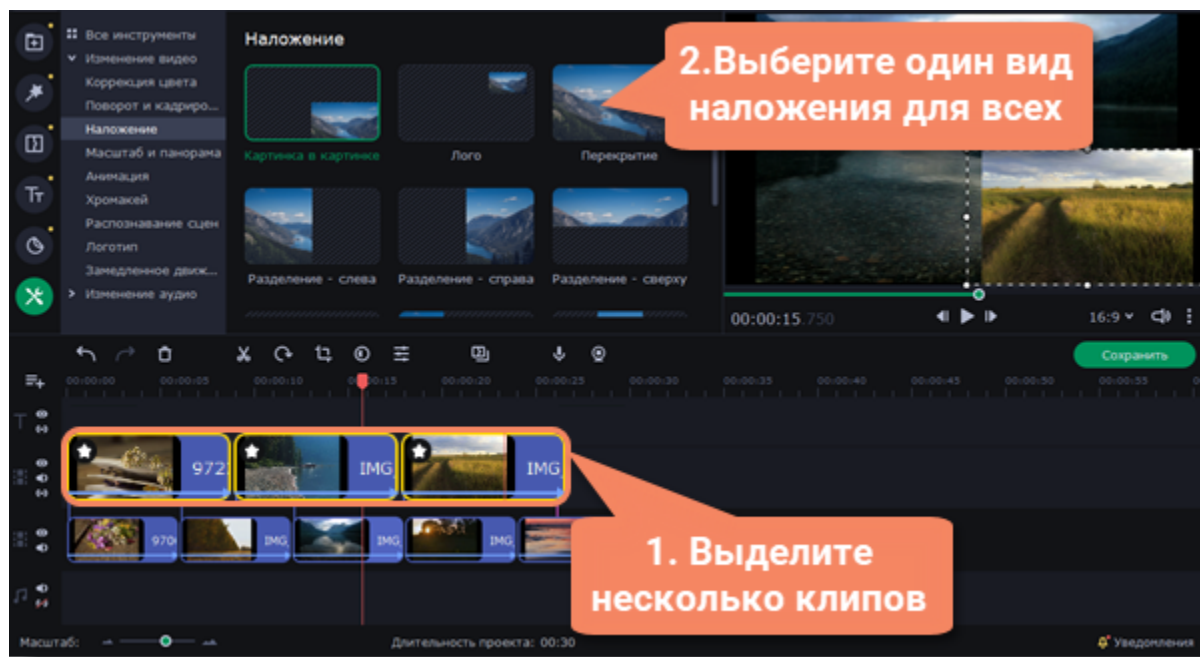 Все инструменты
Изменение видео
Коррекция цвета
Поворот и кадриро...
Наложение
Масштаб и панорама
Анимация
Хромакей
Распознавание сцен
Логотип
Замедленное движ...
Изменение аудио
Наложение
Картинка в картинке
Лого
Перекрытие
Разделение - слева
Разделение - справа
Разделение - сверху
2.Выберите один вид
наложения для всех
00:00:15.750
16:9
Сохранить
00:00:00 00:00:05 00:00:10 00:00:15 00:00:20 00:00:25 00:00:30 00:00:35 00:00:40 00:00:45 00:00:50 00:00:55
972
IMG
IMG
970
IMG
IMG
IMG
1. Выделите
несколько клипов
Масштаб:
Длительность проекта: 00:30
Уведомления